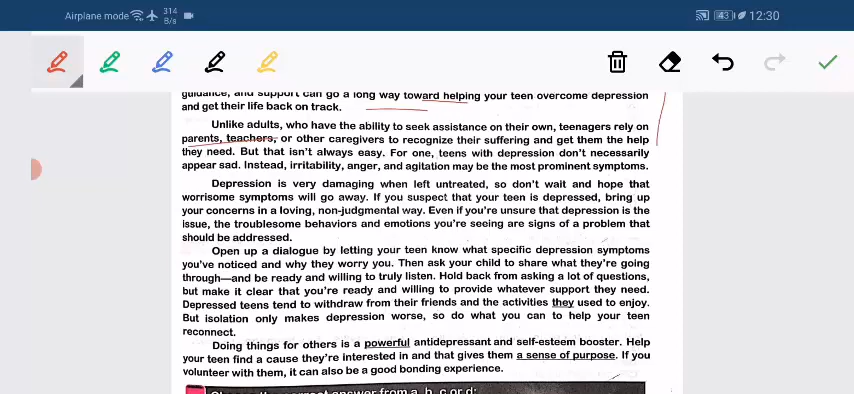 Airplane mode 314 B/s 43 12:30
guidance, and support can go a long way toward helping your teen overcome depression
and get their life back on track.
Unlike adults, who have the ability to seek assistance on their own, teenagers rely on
parents, teachers, or other caregivers to recognize their suffering and get them the help
they need. But that isn't always easy. For one, teens with depression don't necessarily
appear sad. Instead, irritability, anger, and agitation may be the most prominent symptoms.
Depression is very damaging when left untreated, so don't wait and hope that
worrisome symptoms will go away. If you suspect that your teen is depressed, bring up
your concerns in a loving, non-judgmental way. Even if you're unsure that depression is the
issue, the troublesome behaviors and emotions you're seeing are signs of a problem that
should be addressed.
Open up a dialogue by letting your teen know what specific depression symptoms
you've noticed and why they worry you. Then ask your child to share what they're going
through—and be ready and willing to truly listen. Hold back from asking a lot of questions,
but make it clear that you're ready and willing to provide whatever support they need.
Depressed teens tend to withdraw from their friends and the activities they used to enjoy.
But isolation only makes depression worse, so do what you can to help your teen
reconnect.
Doing things for others is a powerful antidepressant and self-esteem booster. Help
your teen find a cause they're interested in and that gives them a sense of purpose. If you
volunteer with them, it can also be a good bonding experience.
Choose the correct answer from a, b, c or d: